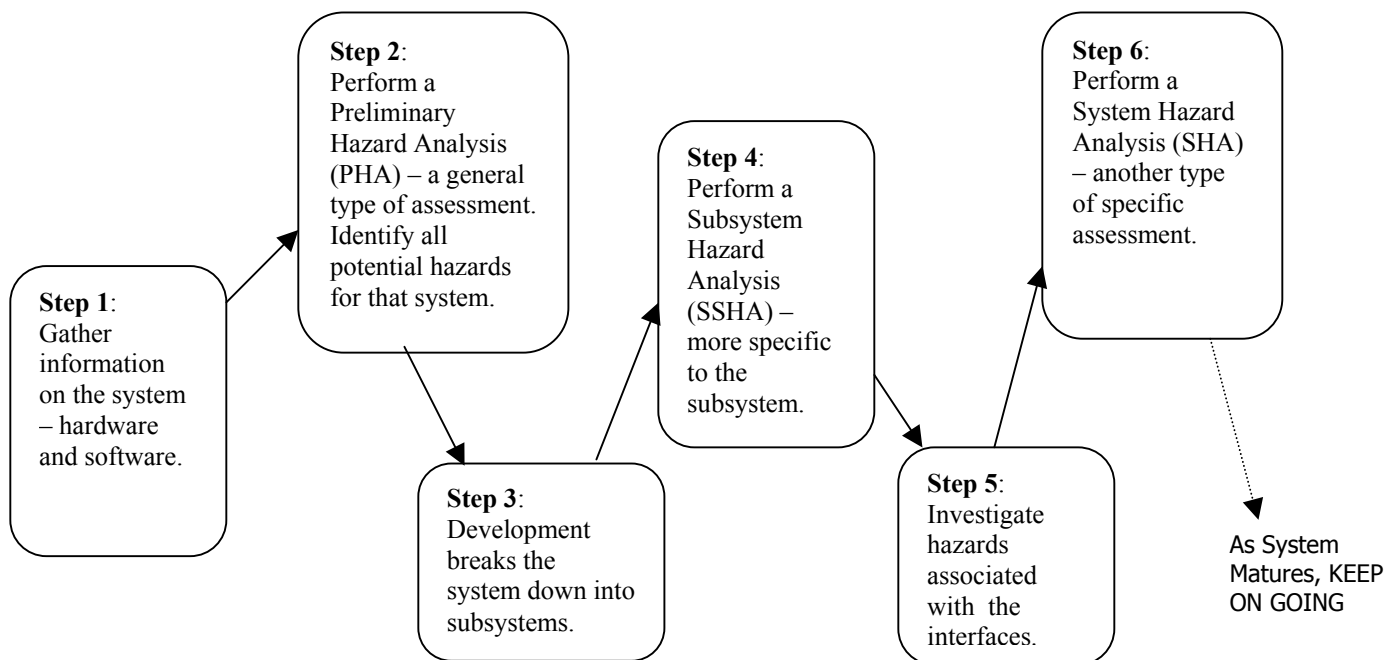 Step 1:
Gather
information
on the system
– hardware
and software.
Step 2:
Perform a
Preliminary
Hazard Analysis
(PHA) – a general
type of assessment.
Identify all
potential hazards
for that system.
Step 3:
Development
breaks the
system down into
subsystems.
Step 4:
Perform a
Subsystem
Hazard
Analysis
(SSHA) –
more specific
to the
subsystem.
Step 5:
Investigate
hazards
associated
with the
interfaces.
Step 6:
Perform a
System Hazard
Analysis (SHA)
– another type
of specific
assessment.
As System
Matures, KEEP
ON GOING